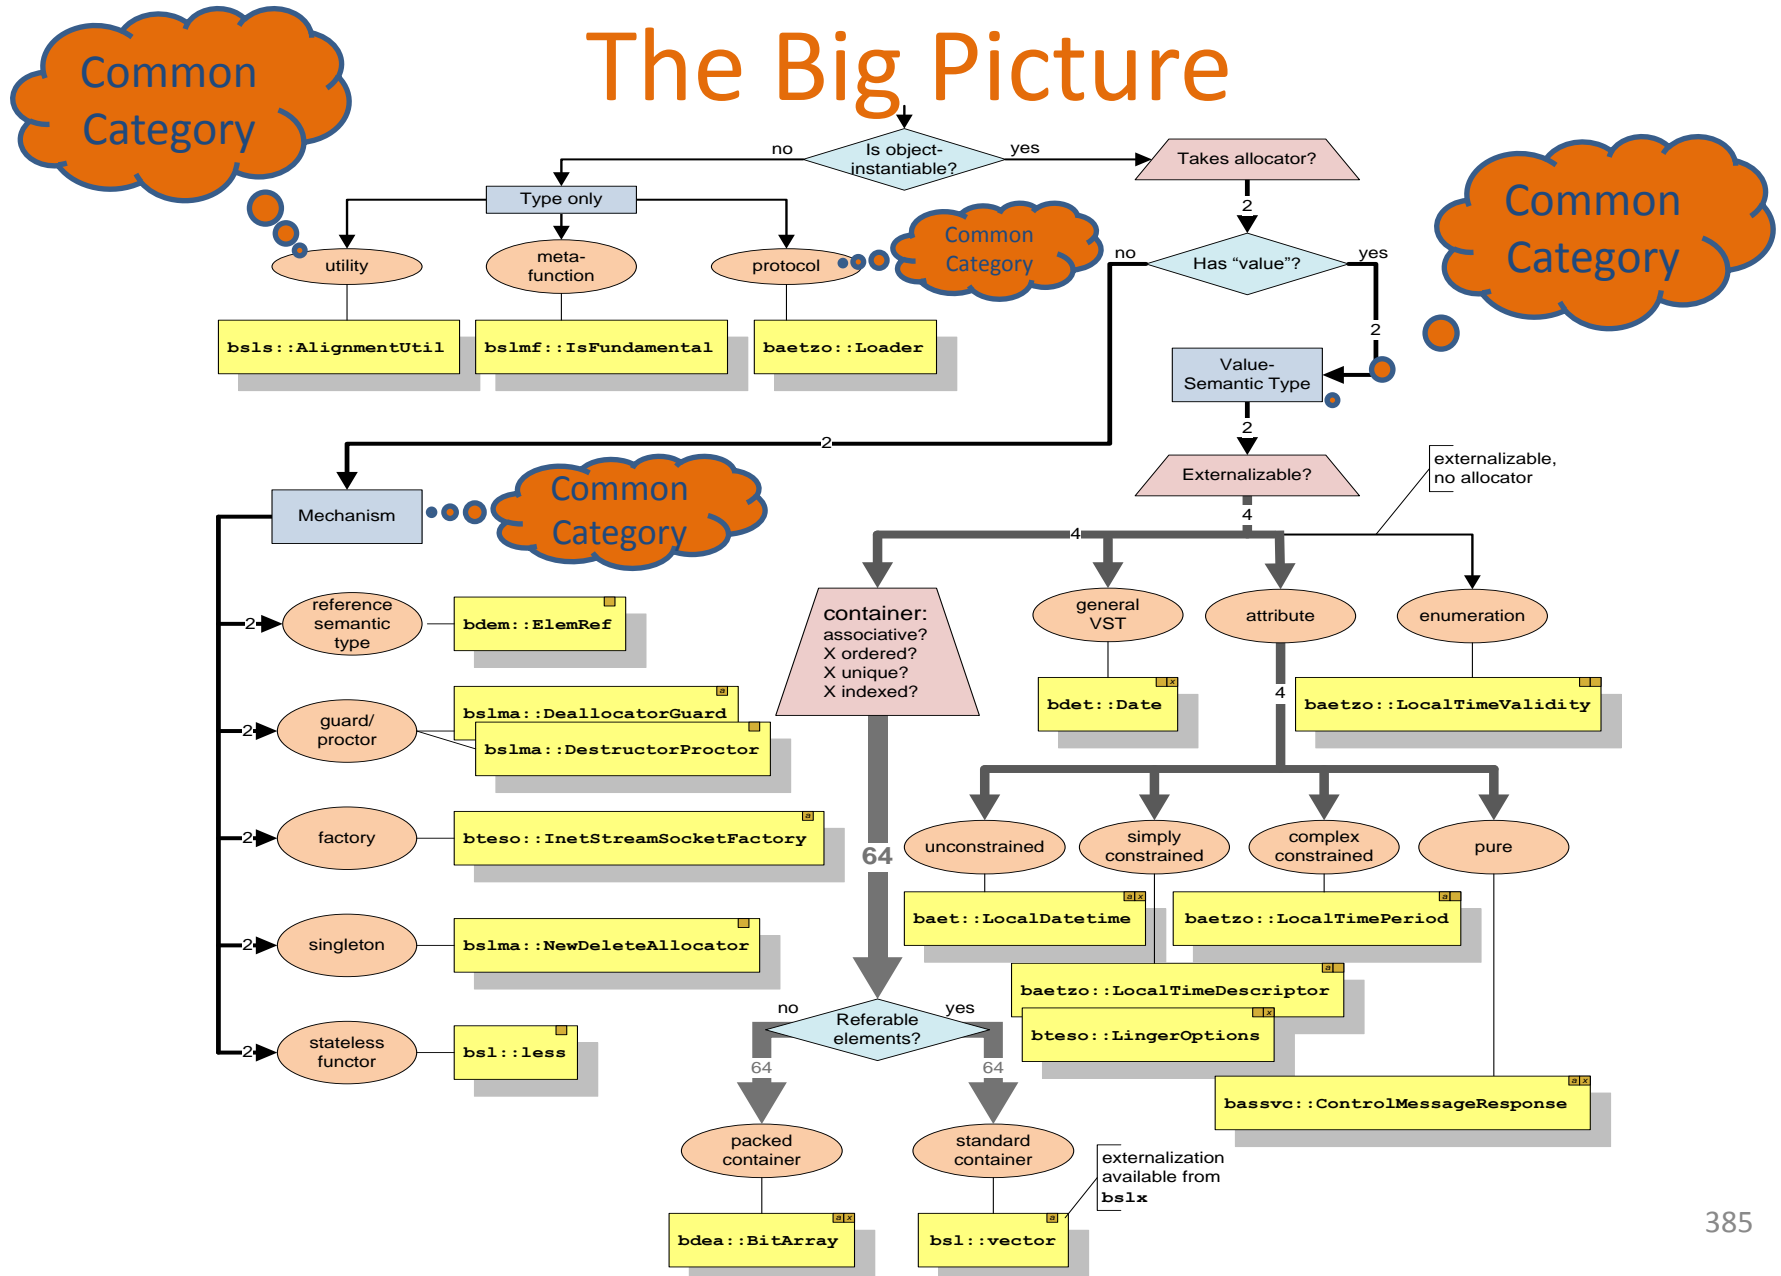 The Big Picture
Common
Category
Is object-
instantiable?
no
yes
Takes allocator?
Type only
2
Common
Category
Common
Category
utility
meta-
function
protocol
no
Has “value”?
yes
bsls::AlignmentUtil
bslmf::IsFundamental
baetzo::Loader
2
Value-
Semantic Type
2
2
Externalizable?
externalizable,
no allocator
Mechanism
Common
Category
4
4
2
reference
semantic
type
bdem::ElemRef
container:
associative?
X ordered?
X unique?
X indexed?
general
VST
attribute
enumeration
bdet::Date
x
4
baetzo::LocalTimeValidity
2
guard/
proctor
a
bslma::DeallocatorGuard
bslma::DestructorProctor
2
factory
a
bteso::InetStreamSocketFactory
64
unconstrained
simply
constrained
complex
constrained
pure
a x
baet::LocalDatetime
a
baetzo::LocalTimePeriod
2
singleton
bslma::NewDeleteAllocator
a
baetzo::LocalTimeDescriptor
x
bteso::LingerOptions
no
Referable
elements?
yes
2
stateless
functor
bsl::less
64
64
a x
bassvc::ControlMessageResponse
packed
container
standard
container
externalization
available from
bslx
a x
bdea::BitArray
a
bsl::vector
385